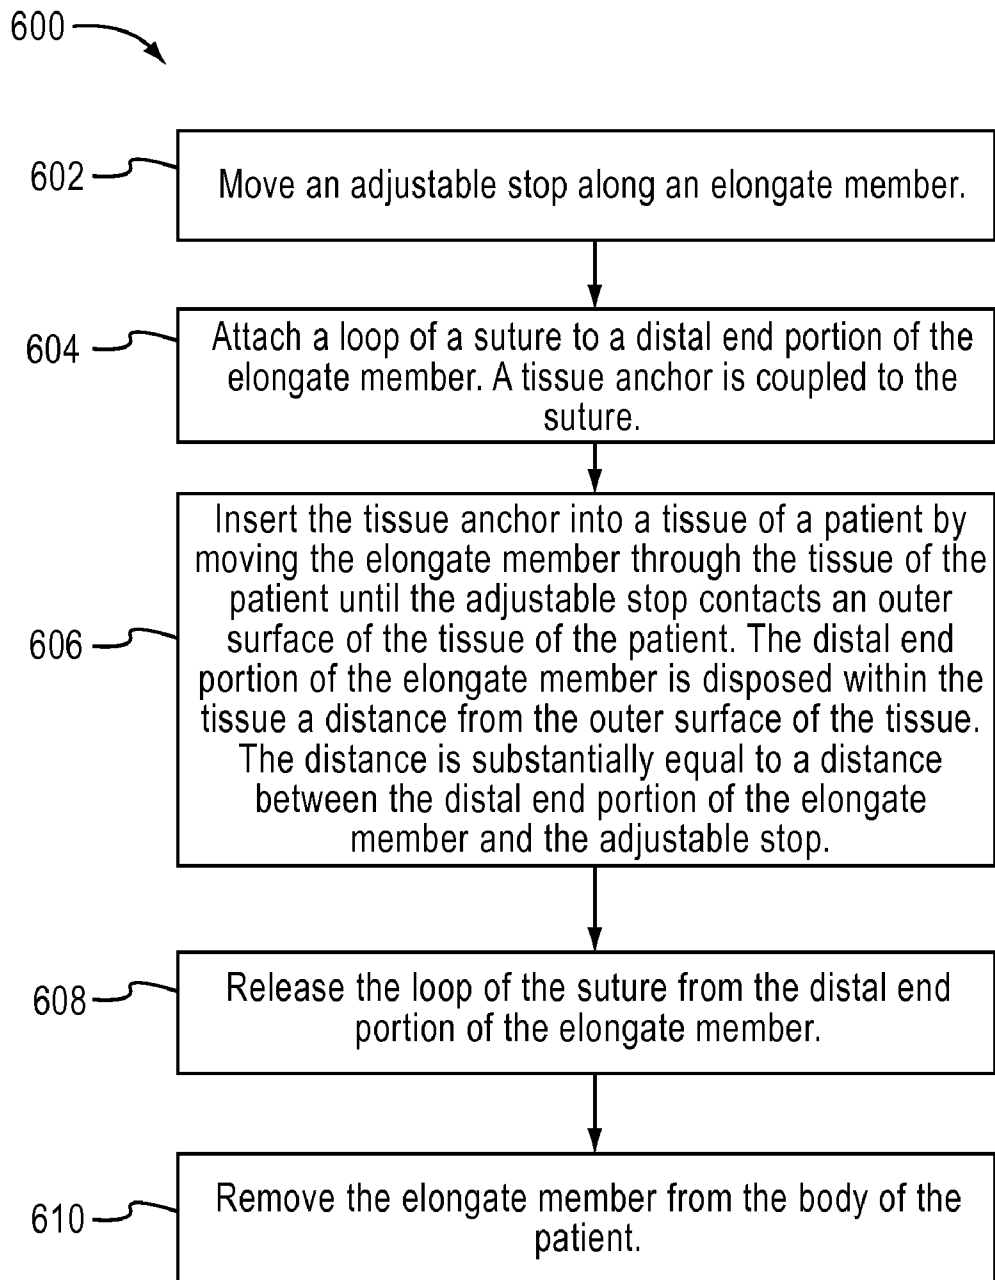 600
602
Move an adjustable stop along an elongate member.
604
Attach a loop of a suture to a distal end portion of the
elongate member. A tissue anchor is coupled to the
suture.
606
Insert the tissue anchor into a tissue of a patient by
moving the elongate member through the tissue of the
patient until the adjustable stop contacts an outer
surface of the tissue of the patient. The distal end
portion of the elongate member is disposed within the
tissue a distance from the outer surface of the tissue.
The distance is substantially equal to a distance
between the distal end portion of the elongate
member and the adjustable stop.
608
Release the loop of the suture from the distal end
portion of the elongate member.
610
Remove the elongate member from the body of the
patient.